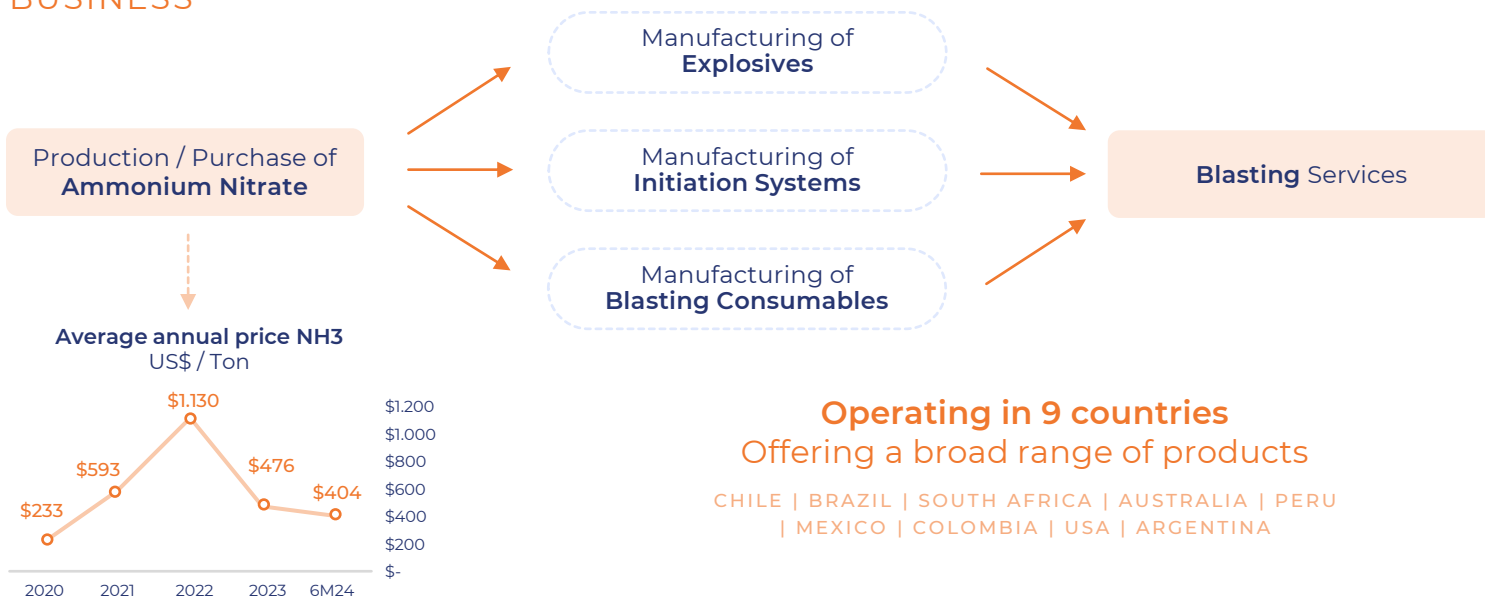 BUSINESS
Manufacturing of
Explosives
Production / Purchase of
Ammonium Nitrate
Manufacturing of
Initiation Systems
Blasting Services
Manufacturing of
Blasting Consumables
Average annual price NH3
US$ / Ton
$1.130
$593
$476
$404
$233
$1.200
$1.000
$800
$600
$400
$200
$-
2020 2021 2022 2023 6M24
Operating in 9 countries
Offering a broad range of products
CHILE | BRAZIL | SOUTH AFRICA | AUSTRALIA | PERU
| MEXICO | COLOMBIA | USA | ARGENTINA